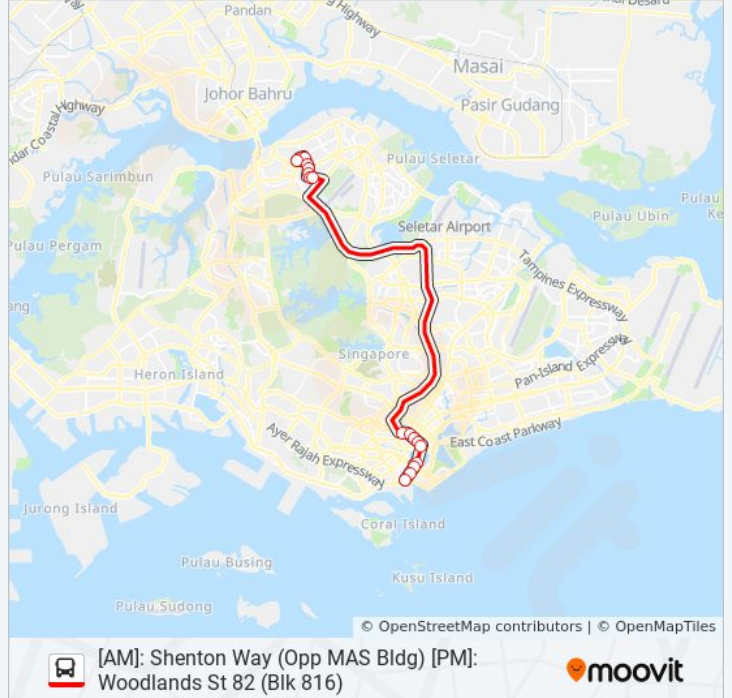 Pandan
Highway
Masai
Johor Bahru
Pasir Gudang
Highway
Pulau Seletar
Pulau Sarimbun
Pulau Ubin
Pulau
Seletar Airport
Pulau Pergam
Tampines Expressway
Singapore
Heron Island
Pan-Island Expressway
Ayer Rajah Expressway
East Coast Parkway
Jurong Island
Coral Island
Pulau Busing
Kusu Island
Pulau Sudong
© OpenStreetMap contributors | © OpenMapTiles
[AM]: Shenton Way (Opp MAS Bldg) [PM]:
Woodlands St 82 (Blk 816)
moovit